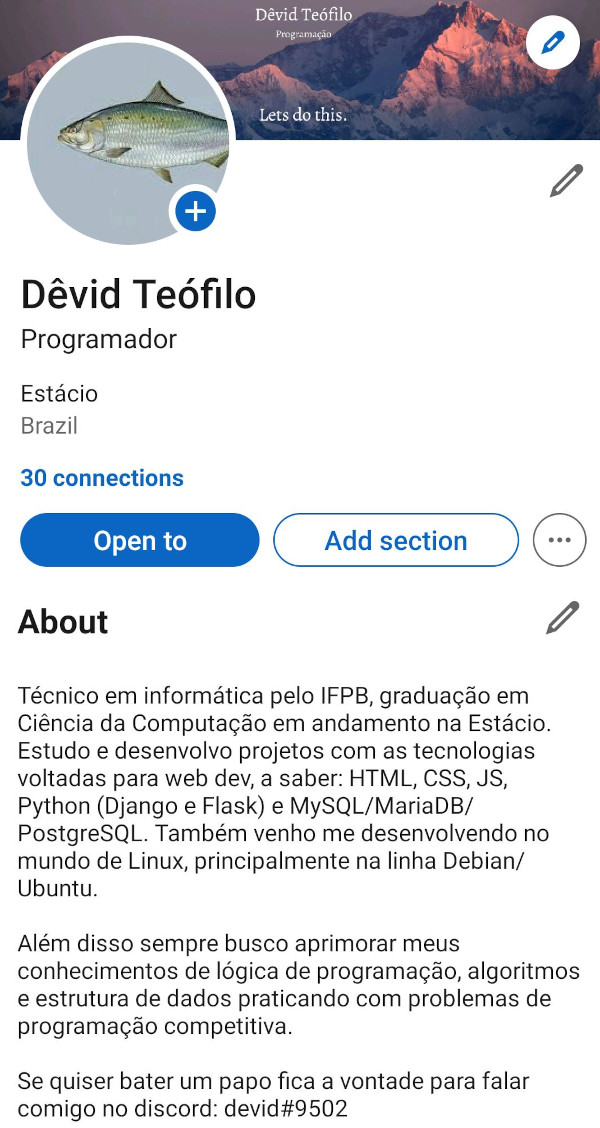 Dêvid Teófilo
Programação
Lets do this.
Dêvid Teófilo
Programador
Estácio
Brazil
30 connections
Open to
Add section
About
Técnico em informática pelo IFPB, graduação em
Ciência da Computação em andamento na Estácio.
Estudo e desenvolvo projetos com as tecnologias
voltadas para web dev, a saber: HTML, CSS, JS,
Python (Django e Flask) e MySQL/MariaDB/
PostgreSQL. Também venho me desenvolvendo no
mundo de Linux, principalmente na linha Debian/
Ubuntu.
Além disso sempre busco aprimorar meus
conhecimentos de lógica de programação, algoritmos
e estrutura de dados praticando com problemas de
programação competitiva.
Se quiser bater um papo fica a vontade para falar
comigo no discord: devid#9502